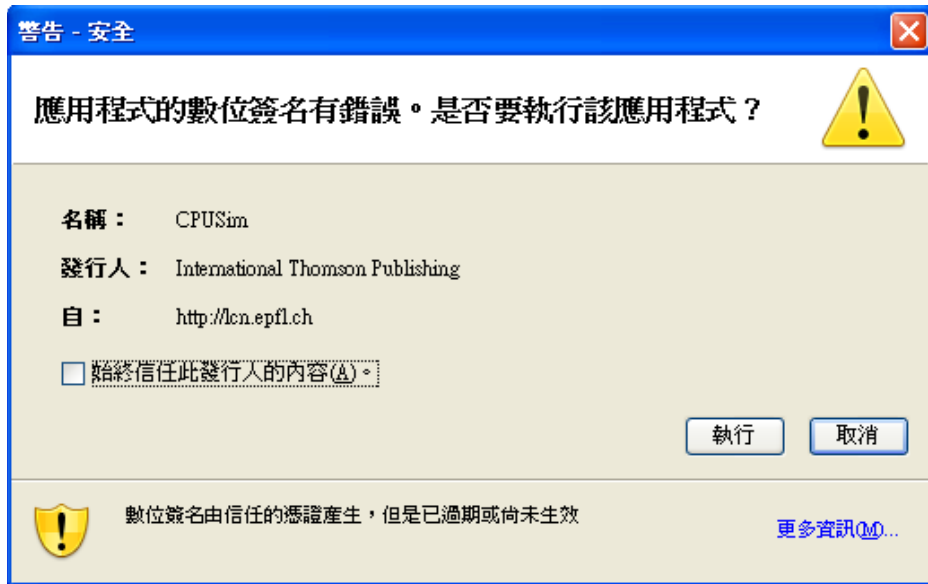 警告 - 安全
應用程式的數位簽名有錯誤。是否要執行該應用程式？
名稱： CPUSim
發行人： International Thomson Publishing
自： http://lcn.epfl.ch
始終信任此發行人的內容(A)。
執行 取消
數位簽名由信任的憑證產生，但是已過期或尚未生效
更多資訊(M)...